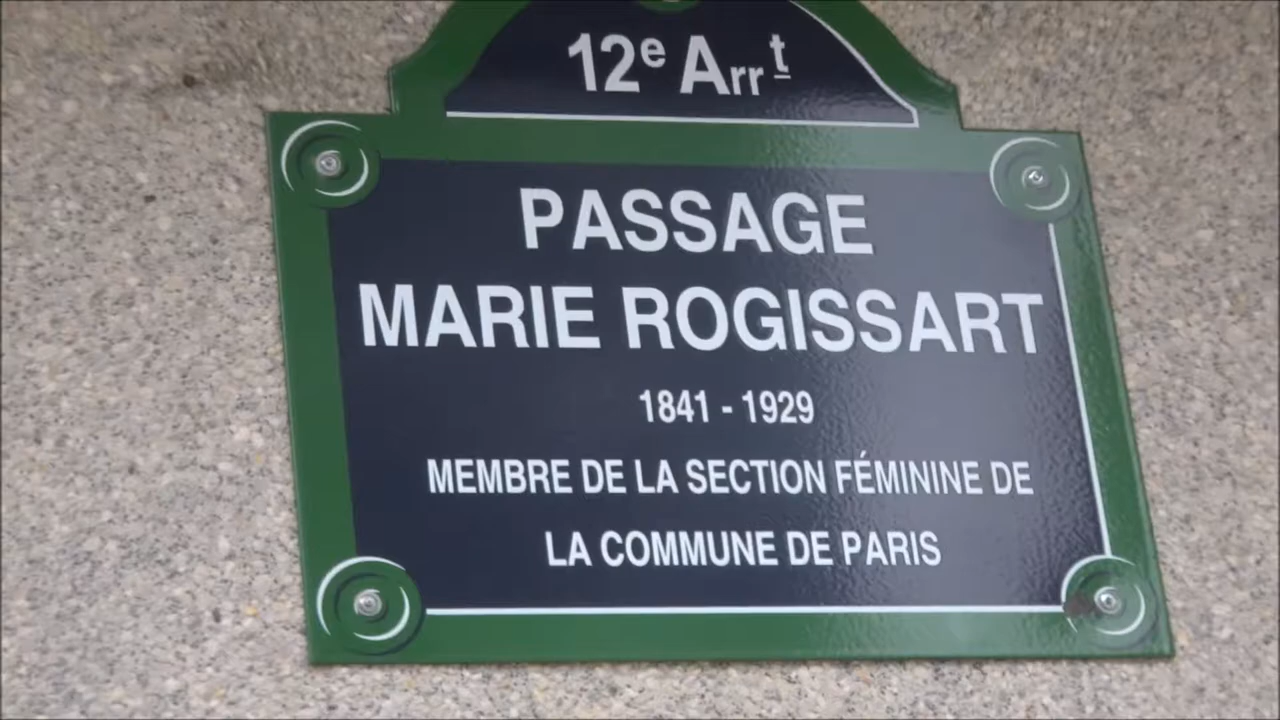 12e Arrt
PASSAGE
MARIE ROGISSART
1841 - 1929
MEMBRE DE LA SECTION FÉMININE DE
LA COMMUNE DE PARIS